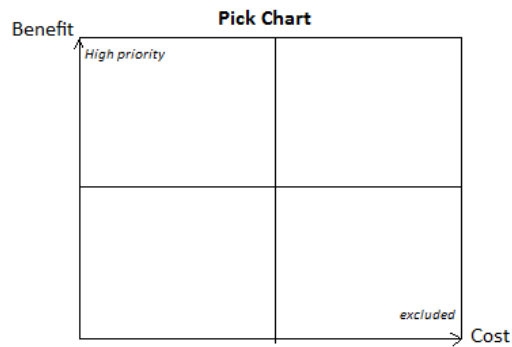 Pick Chart
Benefit
High priority
excluded
Cost